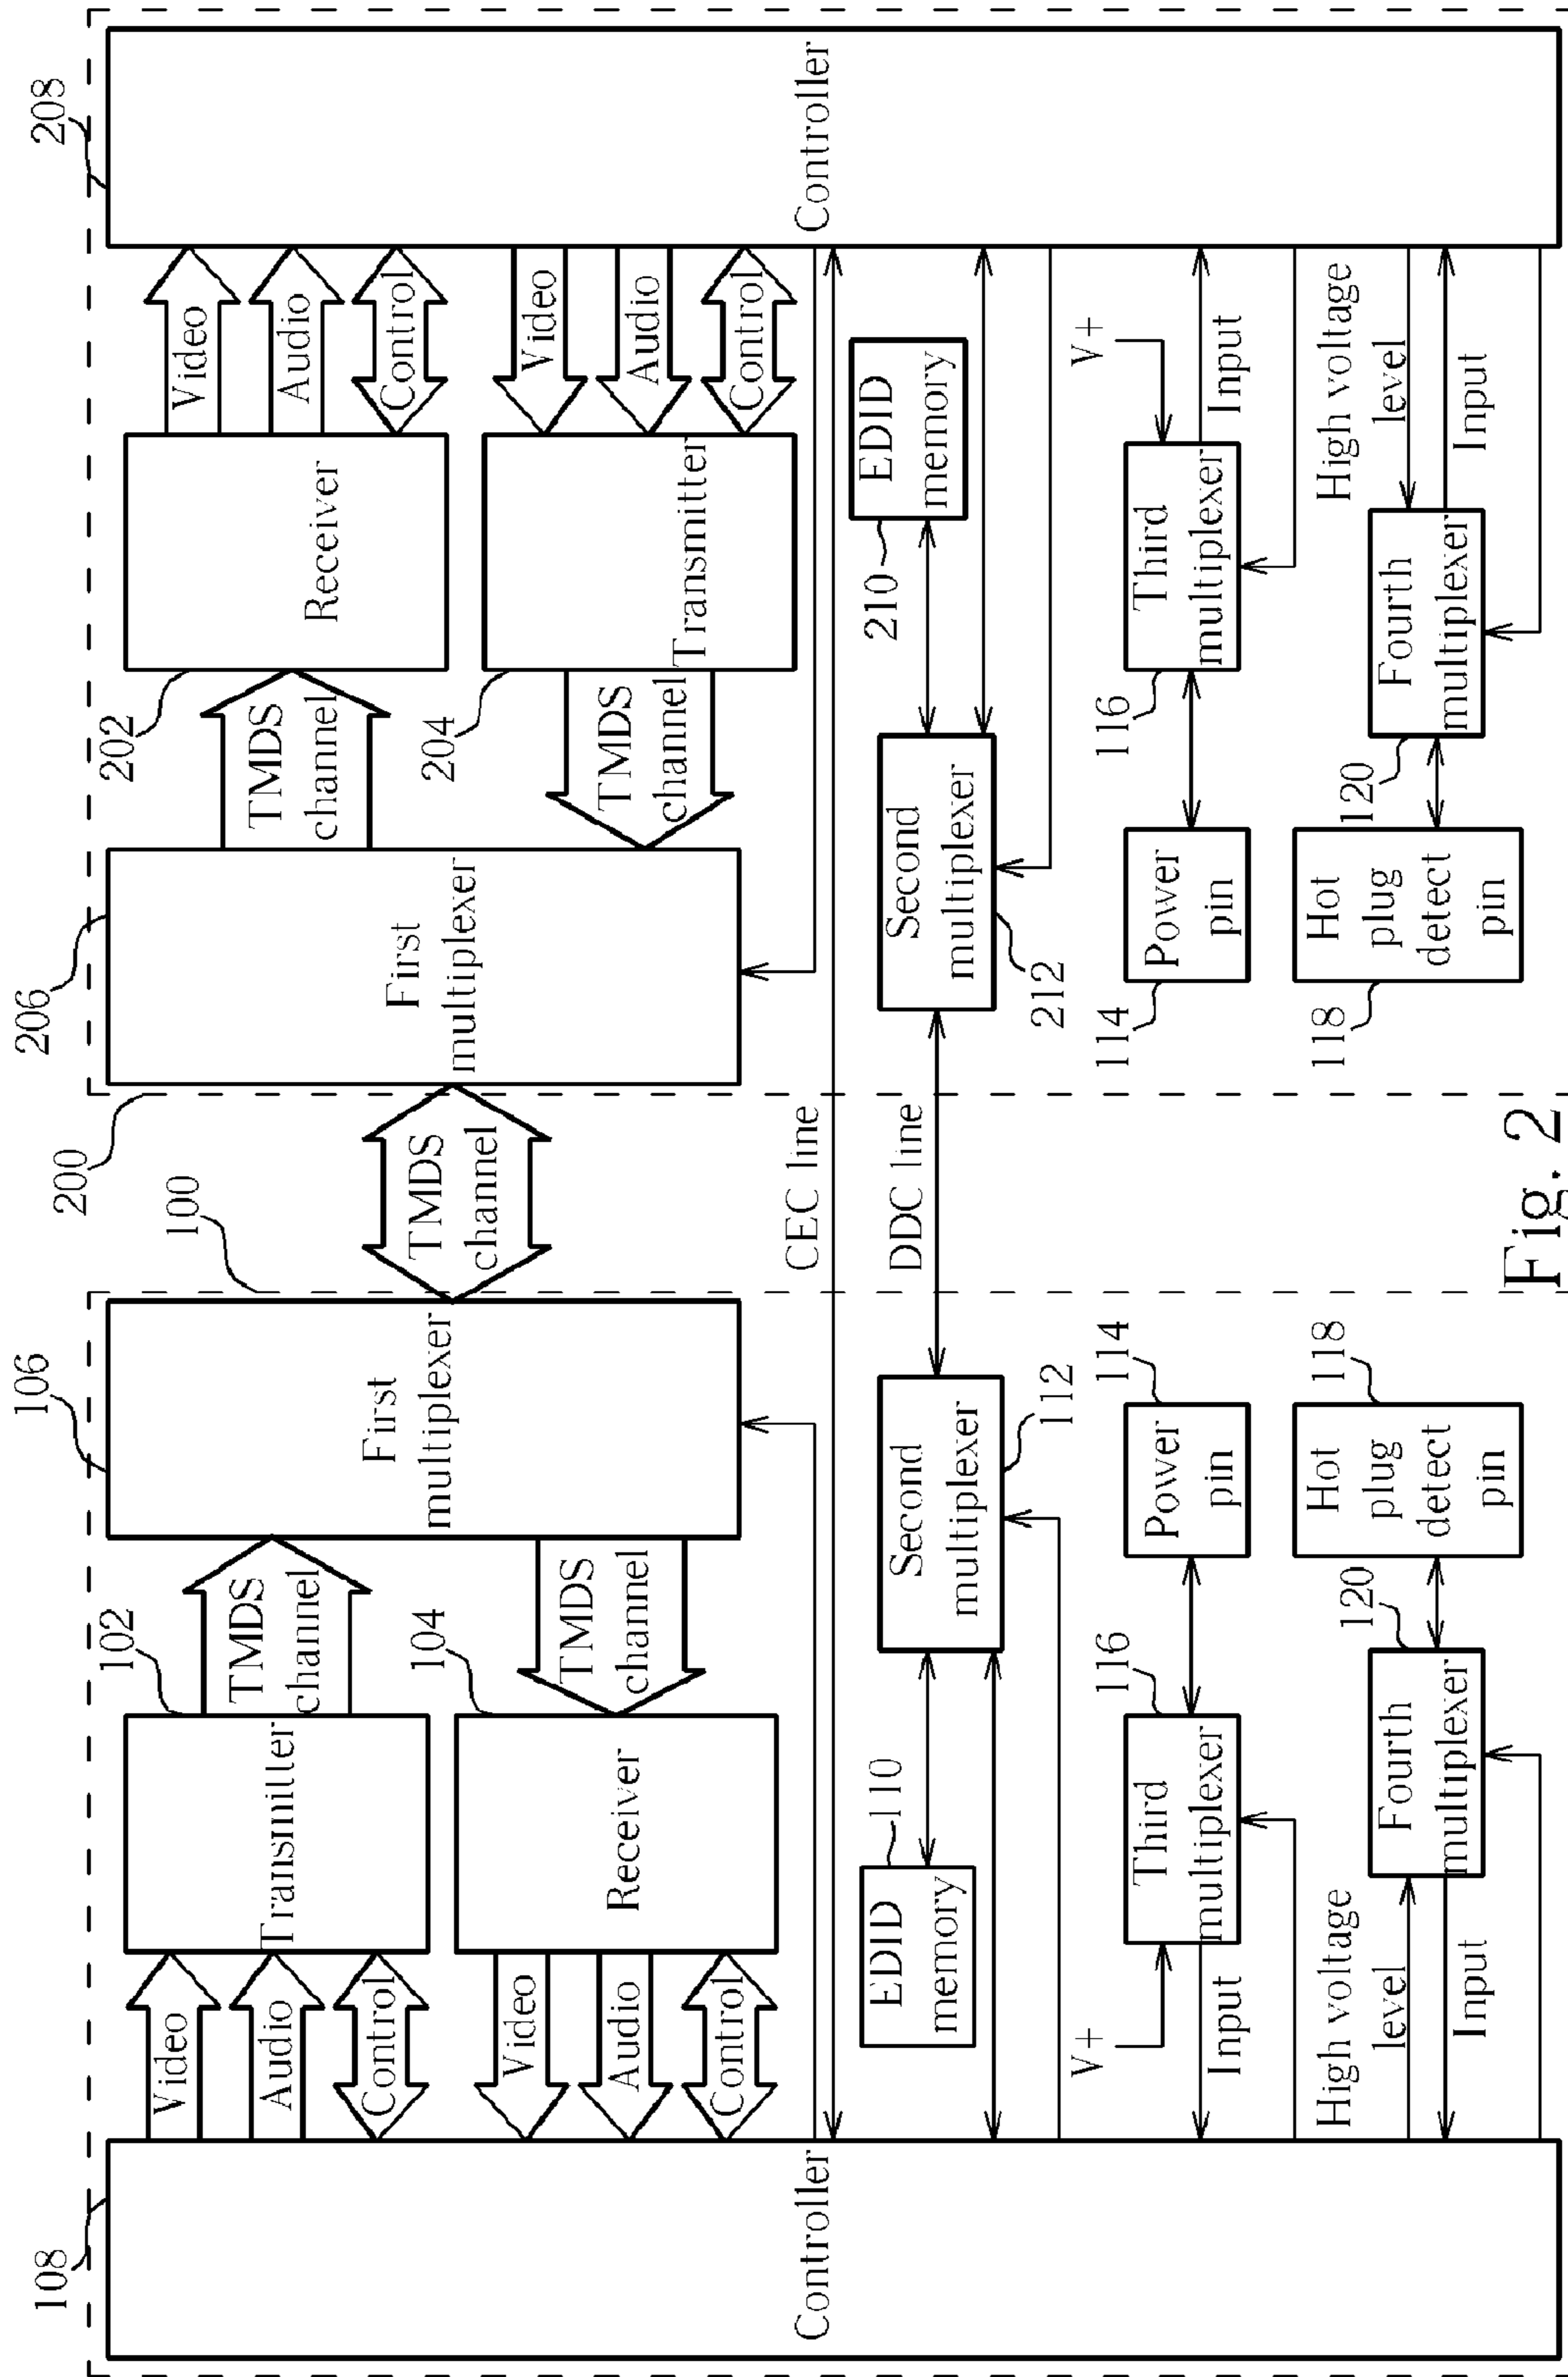 108
Controller
Video
Audio
Control
Video
Audio
Control
102
Transmitter
TMDS
channel
104
Receiver
TMDS
channel
106
First
multiplexer
100
TMDS
channel
200
206
First
multiplexer
TMDS
channel
202
Receiver
TMDS
channel
204
Transmitter
Video
Audio
Control
Video
Audio
Control
208
Controller
CEC line
DDC line
EDID
memory
110
Second
multiplexer
112
Second
multiplexer
212
210
EDID
memory
V+
Input
Third
multiplexer
116
Power
pin
114
114
Power
pin
116
Third
multiplexer
V+
Input
High voltage
level
Input
Fourth
multiplexer
120
Hot
plug
detect
pin
118
118
Hot
plug
detect
pin
120
Fourth
multiplexer
High voltage
level
Input
Fig. 2